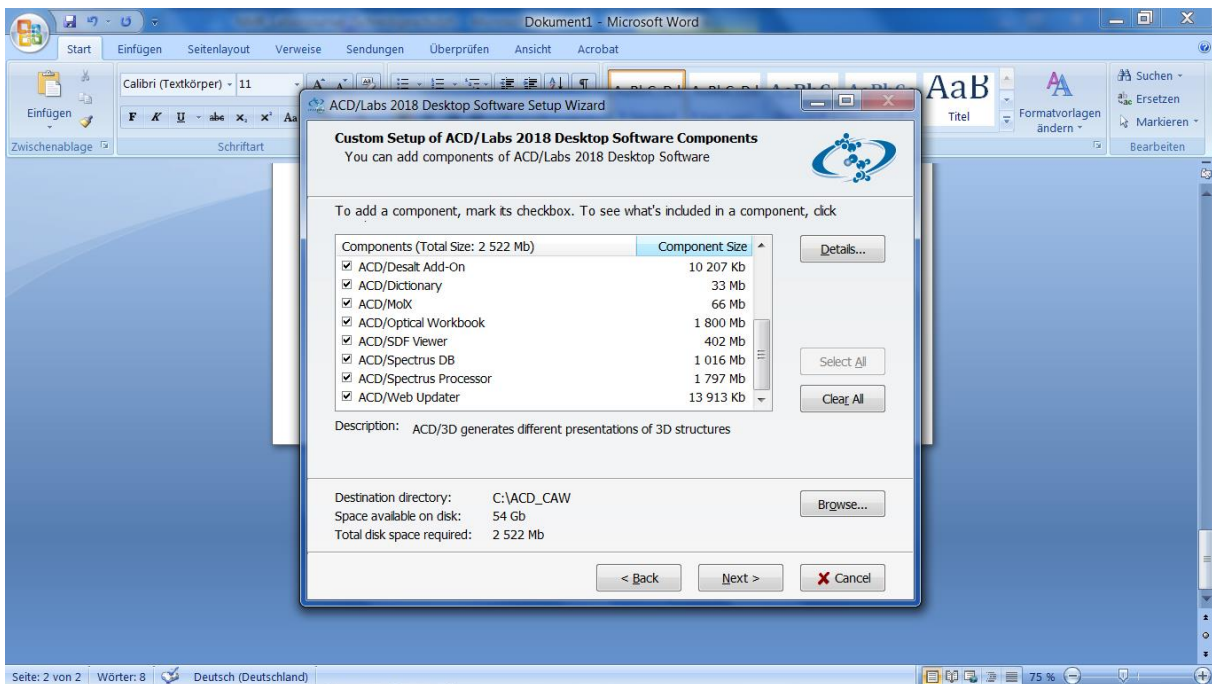 Dokument1 - Microsoft Word
Start Einfügen Seitenlayout Verweise Sendungen Überprüfen Ansicht Acrobat
Einfügen
Zwischenablage
Calibri (Textkörper) 11
F K U abc x, x² Aa
Schriftart
AaB
Titel
Formatvorlagen ändern
Suchen
Ersetzen
Markieren
Bearbeiten
ACD/Labs 2018 Desktop Software Setup Wizard
Custom Setup of ACD/Labs 2018 Desktop Software Components
You can add components of ACD/Labs 2018 Desktop Software
To add a component, mark its checkbox. To see what's included in a component, click
Components (Total Size: 2 522 Mb) Component Size
ACD/Desalt Add-On 10 207 Kb
ACD/Dictionary 33 Mb
ACD/MolX 66 Mb
ACD/Optical Workbook 1 800 Mb
ACD/SDF Viewer 402 Mb
ACD/Spectrus DB 1 016 Mb
ACD/Spectrus Processor 1 797 Mb
ACD/Web Updater 13 913 Kb
Details...
Select All
Clear All
Description: ACD/3D generates different presentations of 3D structures
Destination directory: C:\ACD_CAW
Space available on disk: 54 Gb
Total disk space required: 2 522 Mb
Browse...
< Back Next > Cancel
Seite: 2 von 2 Wörter: 8 Deutsch (Deutschland) 75 %